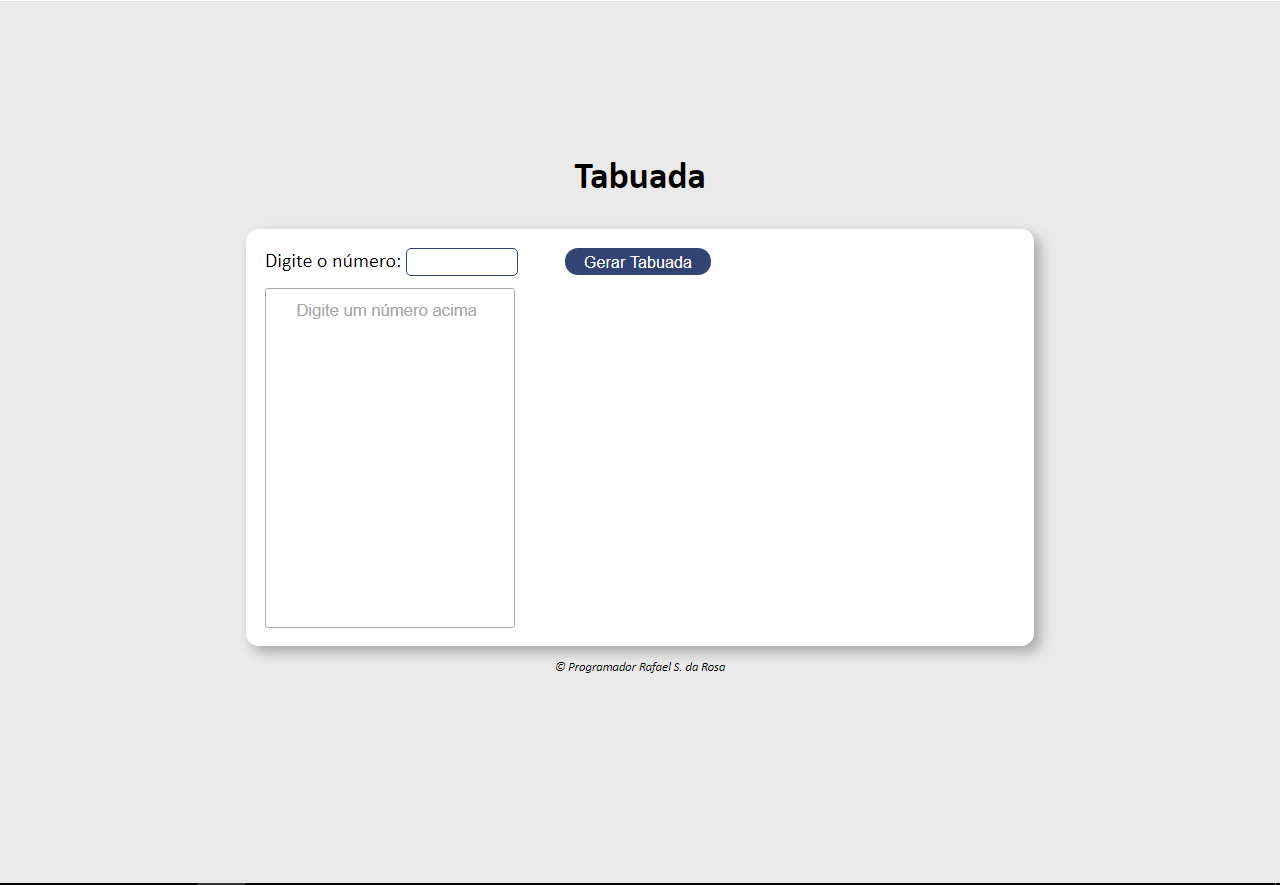 Tabuada
Digite o número:
Gerar Tabuada
Digite um número acima
© Programador Rafael S. da Rosa